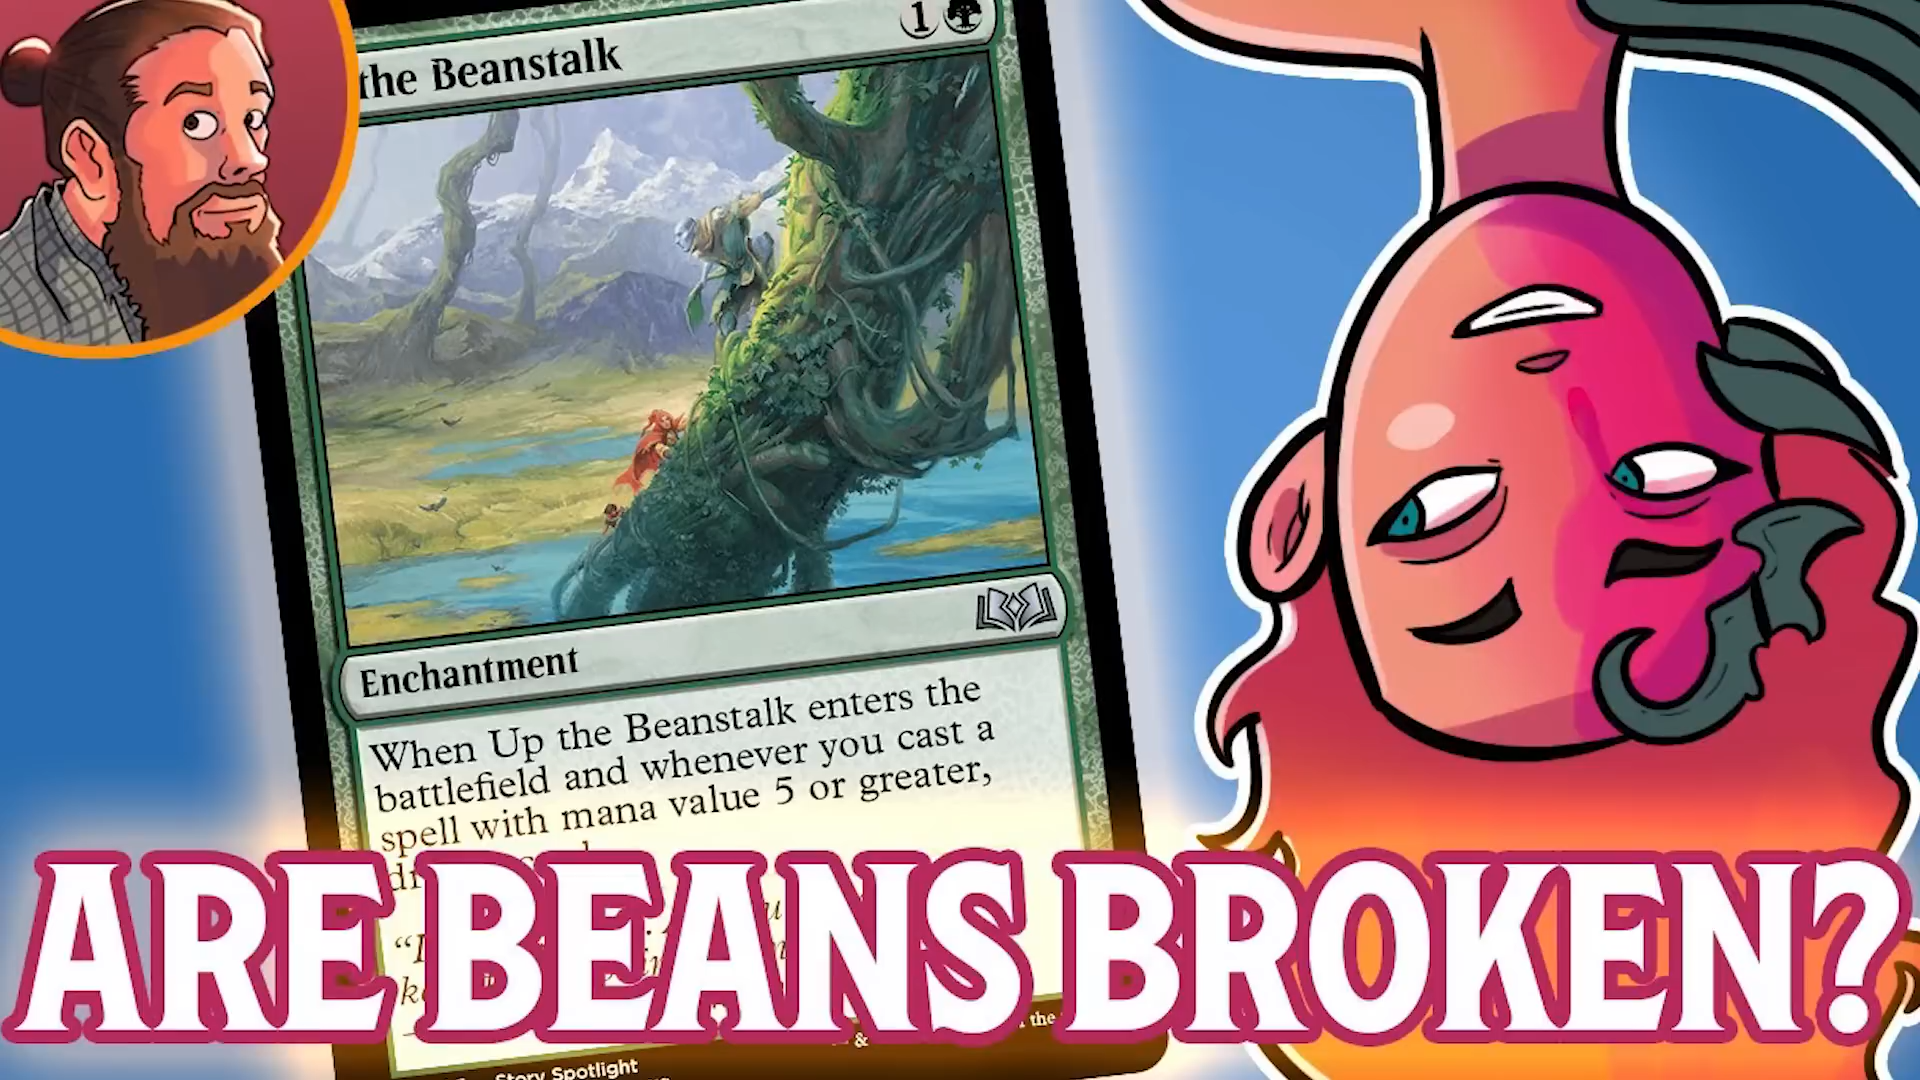 the Beanstalk
1
Enchantment
When Up the Beanstalk enters the
battlefield and whenever you cast a
spell with mana value 5 or greater,
ARE BEANS BROKEN?
the
&
Story Spotlight